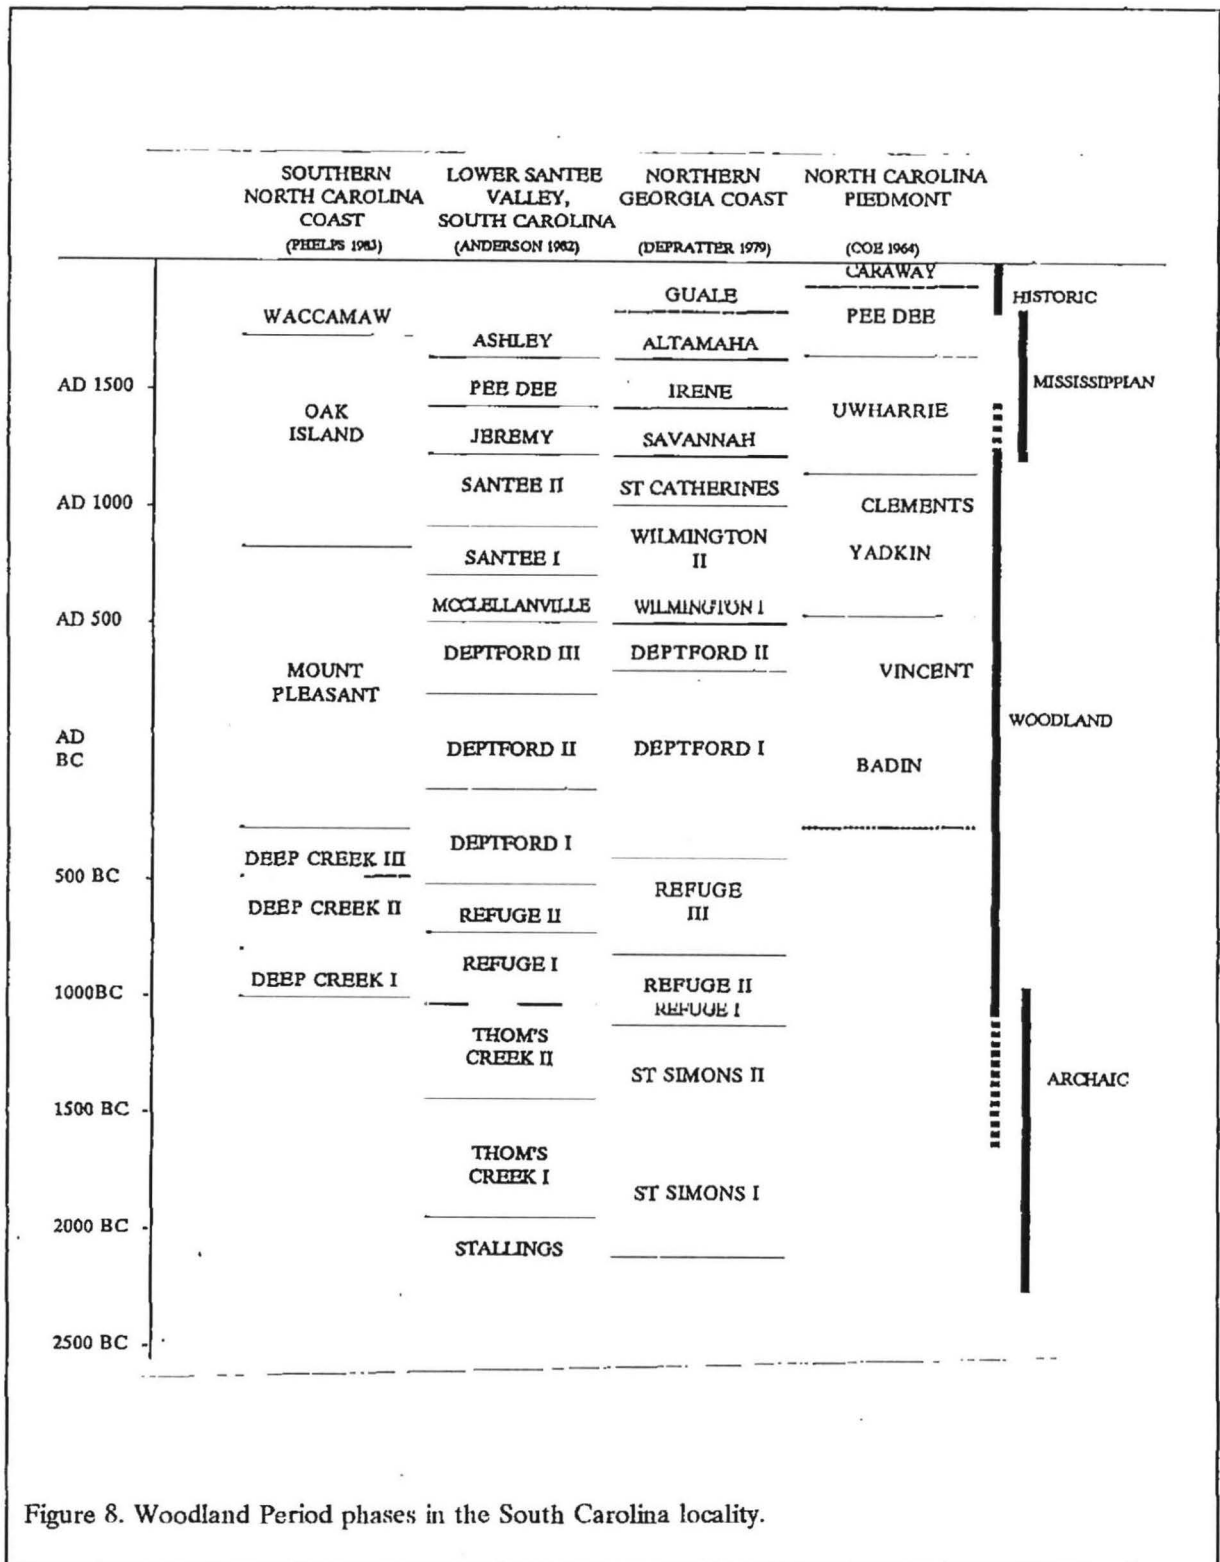 SOUTHERN
NORTH CAROLINA
COAST
(PHELPS 1983)
LOWER SANTEE
VALLEY,
SOUTH CAROLINA
(ANDERSON 1982)
NORTHERN
GEORGIA COAST
(DEPRATTER 1979)
NORTH CAROLINA
PIEDMONT
(COE 1964)
AD 1500
AD 1000
AD 500
AD
BC
500 BC
1000BC
1500 BC
2000 BC
2500 BC
WACCAMAW
OAK
ISLAND
MOUNT
PLEASANT
DEEP CREEK III
DEEP CREEK II
DEEP CREEK I
ASHLEY
PEE DEE
JEREMY
SANTEE II
SANTEE I
MCCLELLANVILLE
DEPTFORD III
DEPTFORD II
DEPTFORD I
REFUGE II
REFUGE I
THOM'S
CREEK II
THOM'S
CREEK I
STALLINGS
GUALE
ALTAMAHA
IRENE
SAVANNAH
ST CATHERINES
WILMINGTON
II
WILMINGTON I
DEPTFORD II
DEPTFORD I
REFUGE
III
REFUGE II
REFUGE I
ST SIMONS II
ST SIMONS I
CARAWAY
PEE DEE
UWHARRIE
CLEMENTS
YADKIN
VINCENT
BADIN
HISTORIC
MISSISSIPPIAN
WOODLAND
ARCHAIC
Figure 8. Woodland Period phases in the South Carolina locality.